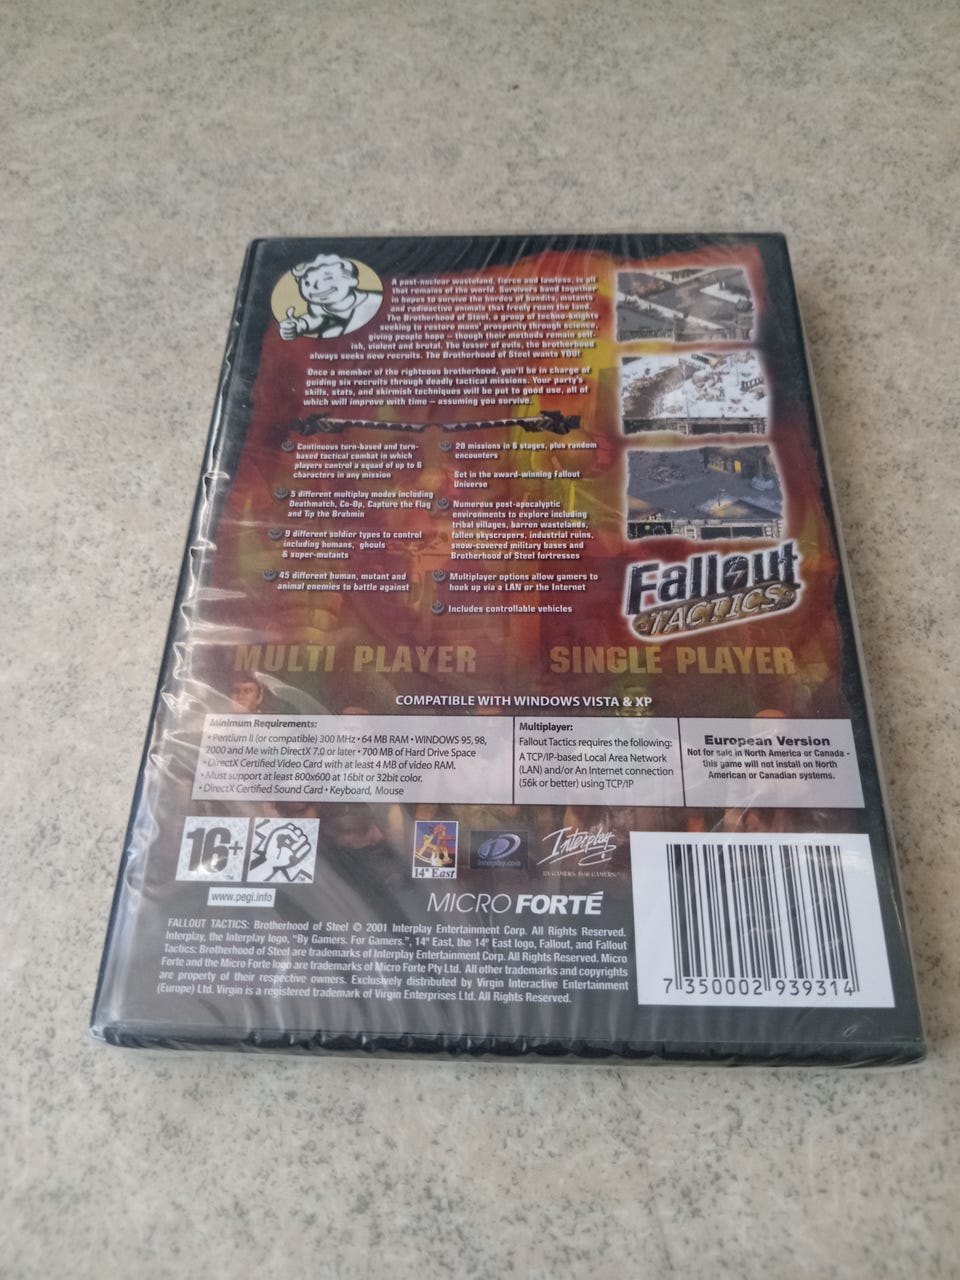 A post-nuclear wasteland, fierce and lawless, is all
that remains of the world. Survivors band together
in hopes to survive the hordes of bandits, mutants
and radioactive animals that freely roam the land.
The Brotherhood of Steel, a group of techno-knights
seeking to restore mans' prosperity through science,
giving people hope – though their methods remain self-
ish, violent and brutal. The lesser of evils, the brotherhood
always seeks new recruits. The Brotherhood of Steel wants YOU!
Once a member of the righteous brotherhood, you'll be in charge of
guiding six recruits through deadly tactical missions. Your party's
skills, stats, and skirmish techniques will be put to good use, all of
which will improve with time – assuming you survive.
Continuous turn-based and turn-
based tactical combat in which
players control a squad of up to 6
characters in any mission
5 different multiplay modes including
Deathmatch, Co-Op, Capture the Flag
and Tip the Brahmin
9 different soldier types to control
including humans, ghouls
& super-mutants
45 different human, mutant and
animal enemies to battle against
20 missions in 6 stages, plus random
encounters
Set in the award-winning Fallout
Universe
Numerous post-apocalyptic
environments to explore including
tribal villages, barren wastelands,
fallen skyscrapers, industrial ruins,
snow-covered military bases and
Brotherhood of Steel fortresses
Multiplayer options allow gamers to
hook up via a LAN or the Internet
Includes controllable vehicles
Fallout
TACTICS
MULTI PLAYER SINGLE PLAYER
COMPATIBLE WITH WINDOWS VISTA & XP
Minimum Requirements:
• Pentium II (or compatible) 300 MHz • 64 MB RAM • WINDOWS 95, 98,
2000 and Me with DirectX 7.0 or later • 700 MB of Hard Drive Space
• DirectX Certified Video Card with at least 4 MB of video RAM.
• Must support at least 800x600 at 16bit or 32bit color.
• DirectX Certified Sound Card • Keyboard, Mouse
Multiplayer:
Fallout Tactics requires the following:
A TCP/IP-based Local Area Network
(LAN) and/or An Internet connection
(56k or better) using TCP/IP
European Version
Not for sale in North America or Canada -
this game will not install on North
American or Canadian systems.
16+
TM
TM
www.pegi.info
14° East
interplay.com
Interplay
BY GAMERS. FOR GAMERS.™
MICRO FORTÉ
FALLOUT TACTICS: Brotherhood of Steel © 2001 Interplay Entertainment Corp. All Rights Reserved.
Interplay, the Interplay logo, "By Gamers. For Gamers.", 14° East, the 14° East logo, Fallout, and Fallout
Tactics: Brotherhood of Steel are trademarks of Interplay Entertainment Corp. All Rights Reserved. Micro
Forte and the Micro Forte logo are trademarks of Micro Forte Pty Ltd. All other trademarks and copyrights
are property of their respective owners. Exclusively distributed by Virgin Interactive Entertainment
(Europe) Ltd. Virgin is a registered trademark of Virgin Enterprises Ltd. All Rights Reserved.
7 350002 939314